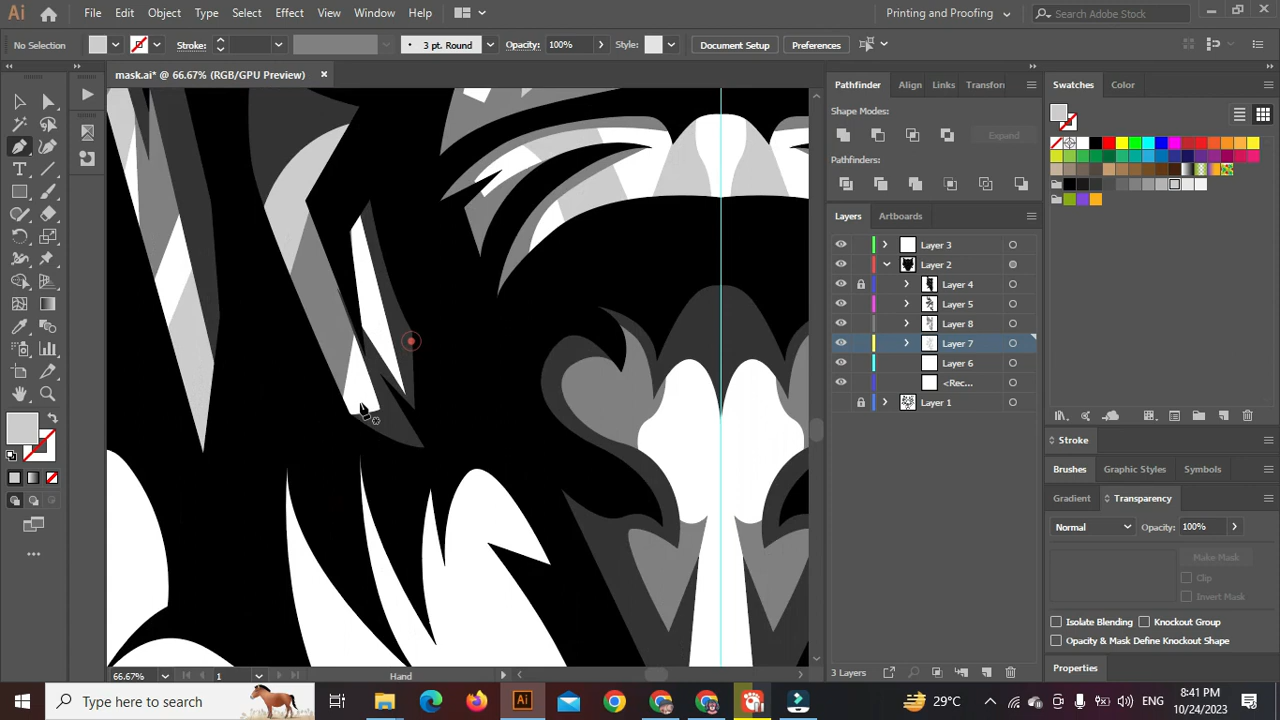 Ai File Edit Object Type Select Effect View Window Help Printing and Proofing Search Adobe Stock
No Selection Stroke: 3 pt. Round Opacity: 100% Style: Document Setup Preferences
mask.ai* @ 66.67% (RGB/GPU Preview)
Pathfinder Align Links Transfon
Swatches Color
Shape Modes:
Expand
Pathfinders:
Layers Artboards
Layer 3
Layer 2
Layer 4
Layer 5
Layer 8
Layer 7
Layer 6
<Rec...
Layer 1
3 Layers
Stroke
Brushes Graphic Styles Symbols
Gradient Transparency
Normal Opacity: 100%
Make Mask
Clip
Invert Mask
Isolate Blending Knockout Group
Opacity & Mask Define Knockout Shape
Properties
66.67% 1 Hand
Type here to search Ai 29°C ENG 8:41 PM
10/24/2023